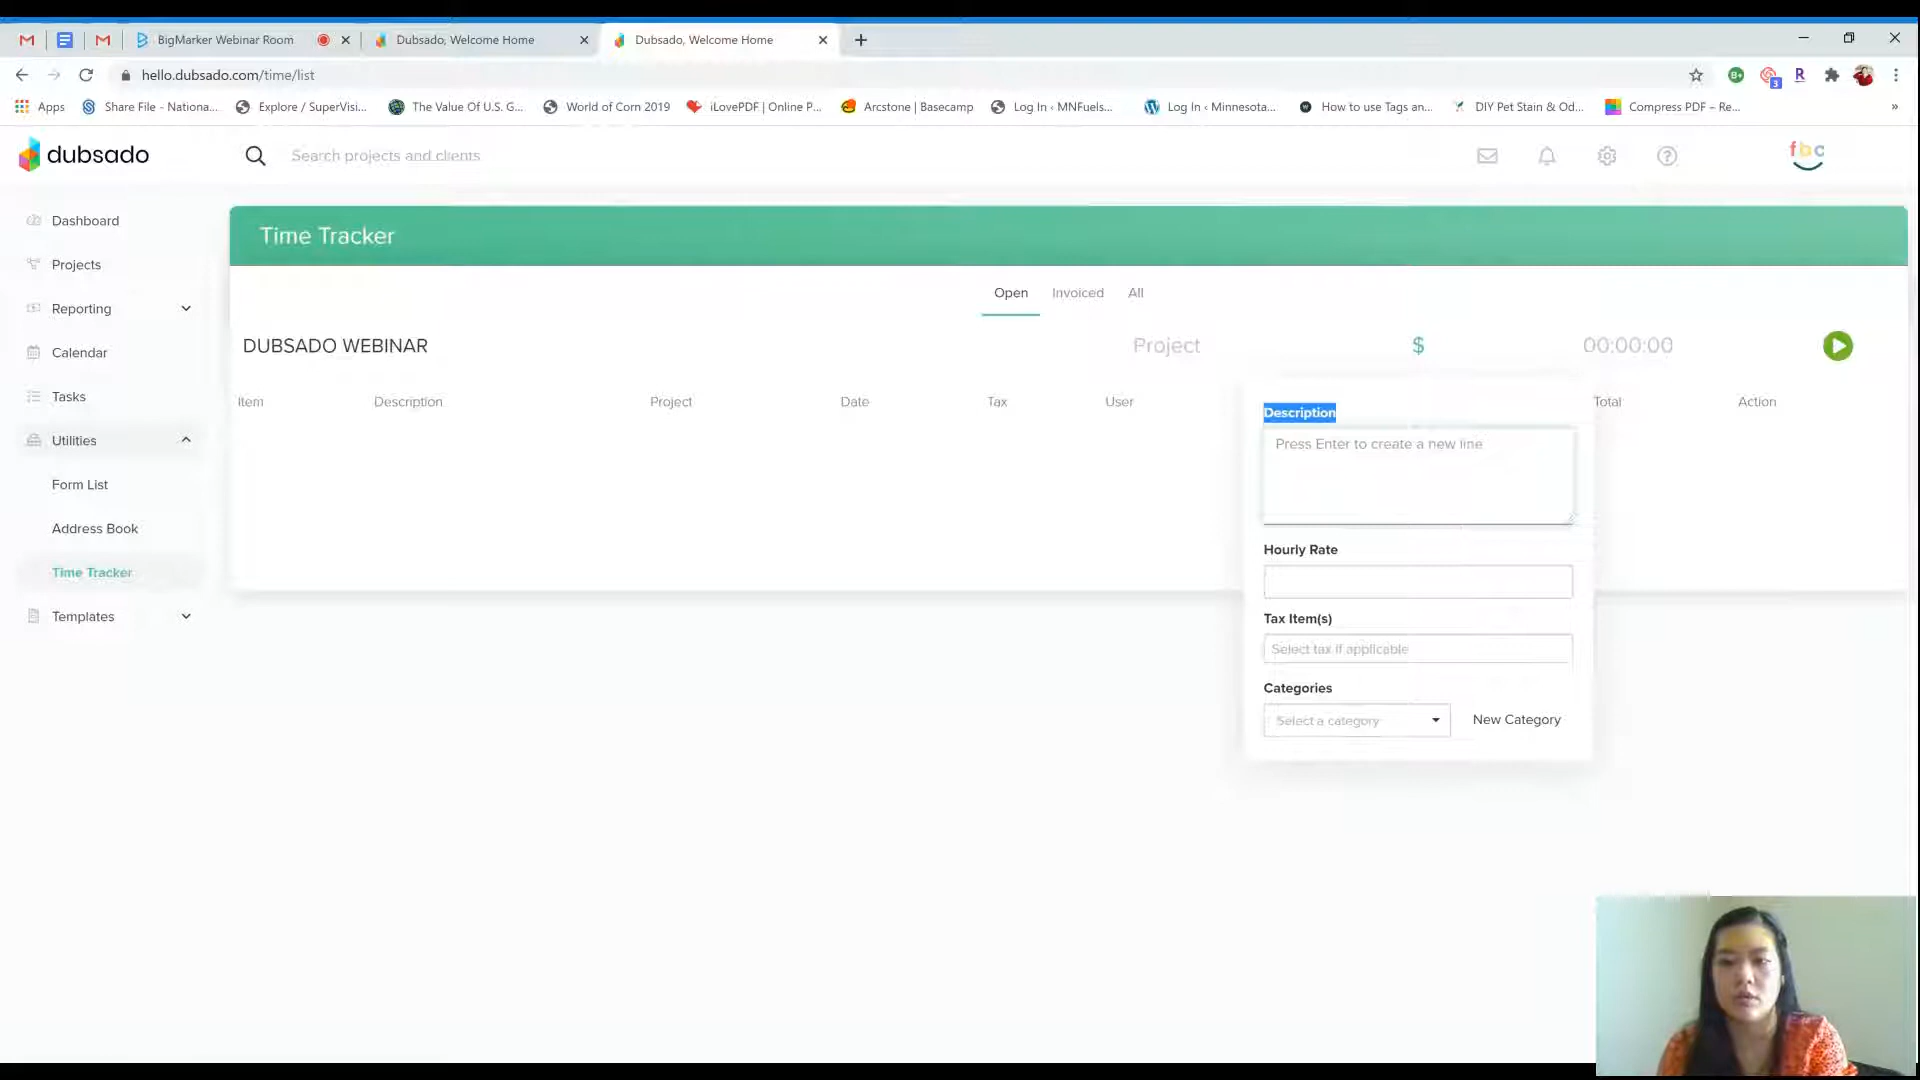 BigMarker Webinar Room
Dubsado, Welcome Home
Dubsado, Welcome Home
hello.dubsado.com/time/list
B+
3
R
Apps
Share File - Nationa...
Explore / SuperVisi...
The Value Of U.S. G...
World of Corn 2019
iLovePDF | Online P...
Arcstone | Basecamp
Log In ‹ MNFuels...
Log In ‹ Minnesota...
How to use Tags an...
DIY Pet Stain & Od...
Compress PDF – Re...
»
dubsado
Search projects and clients
fbc
Dashboard
Projects
Reporting
Calendar
Tasks
Utilities
Form List
Address Book
Time Tracker
Templates
Time Tracker
Open Invoiced All
DUBSADO WEBINAR Project $ 00:00:00
Item Description Project Date Tax User Total Action
Description
Press Enter to create a new line
Hourly Rate
Tax Item(s)
Select tax if applicable
Categories
Select a category New Category